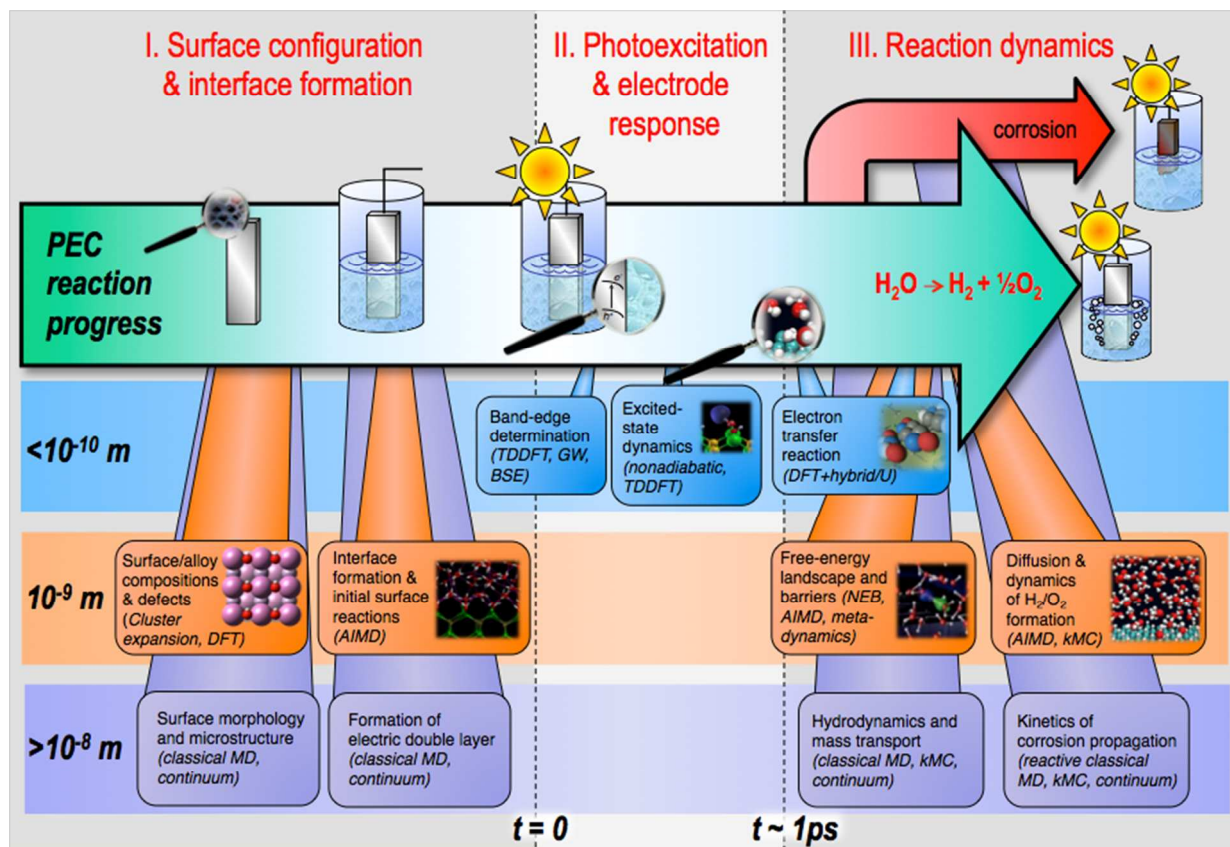 I. Surface configuration
& interface formation
II. Photoexcitation
& electrode
response
III. Reaction dynamics
corrosion
PEC
reaction
progress
e⁻
h⁺
H₂O → H₂ + ½O₂
<10⁻¹⁰ m
Band-edge
determination
(TDDFT, GW,
BSE)
Excited-
state
dynamics
(nonadiabatic,
TDDFT)
Electron
transfer
reaction
(DFT+hybrid/U)
10⁻⁹ m
Surface/alloy
compositions
& defects
(Cluster
expansion, DFT)
Interface
formation &
initial surface
reactions
(AIMD)
Free-energy
landscape and
barriers (NEB,
AIMD, meta-
dynamics)
Diffusion &
dynamics
of H₂/O₂
formation
(AIMD, kMC)
>10⁻⁸ m
Surface morphology
and microstructure
(classical MD,
continuum)
Formation of
electric double layer
(classical MD,
continuum)
Hydrodynamics and
mass transport
(classical MD, kMC,
continuum)
Kinetics of
corrosion propagation
(reactive classical
MD, kMC, continuum)
t = 0
t ~ 1ps